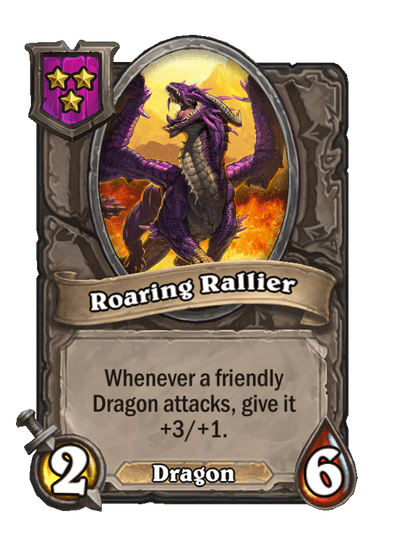 Roaring Rallier
Whenever a friendly
Dragon attacks, give it
+3/+1.
2
Dragon
6